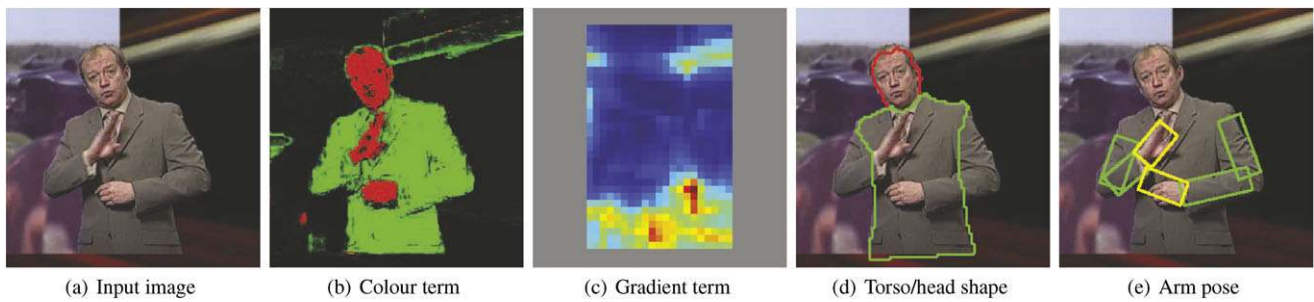 (a) Input image
(b) Colour term
(c) Gradient term
(d) Torso/head shape
(e) Arm pose